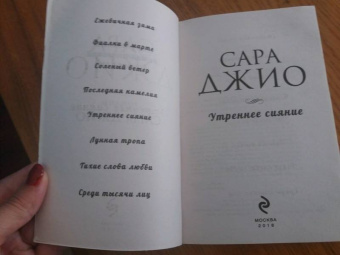 Ежевичная зима
Фиалки в марте
Соленый ветер
Последняя камелия
Утреннее сияние
Лунная тропа
Тихие слова любви
Среди тысячи лиц
САРА
ДЖИО
Утреннее сияние
МОСКВА
2018